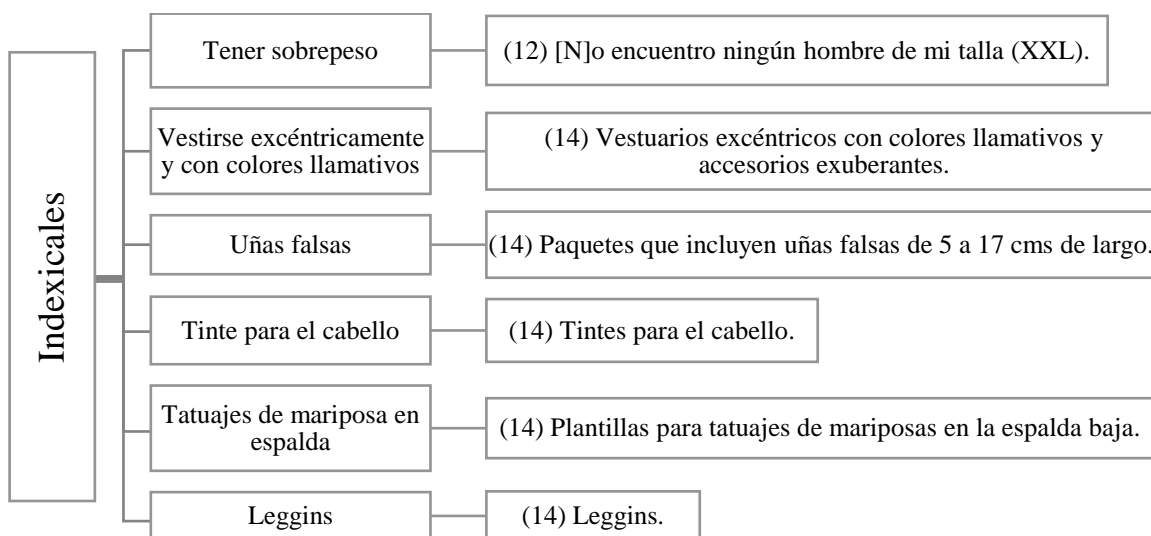 Indexicales
Tener sobrepeso
(12) [N]o encuentro ningún hombre de mi talla (XXL).
Vestirse excéntricamente
y con colores llamativos
(14) Vestuarios excéntricos con colores llamativos y
accesorios exuberantes.
Uñas falsas
(14) Paquetes que incluyen uñas falsas de 5 a 17 cms de largo.
Tinte para el cabello
(14) Tintes para el cabello.
Tatuajes de mariposa en
espalda
(14) Plantillas para tatuajes de mariposas en la espalda baja.
Leggins
(14) Leggins.